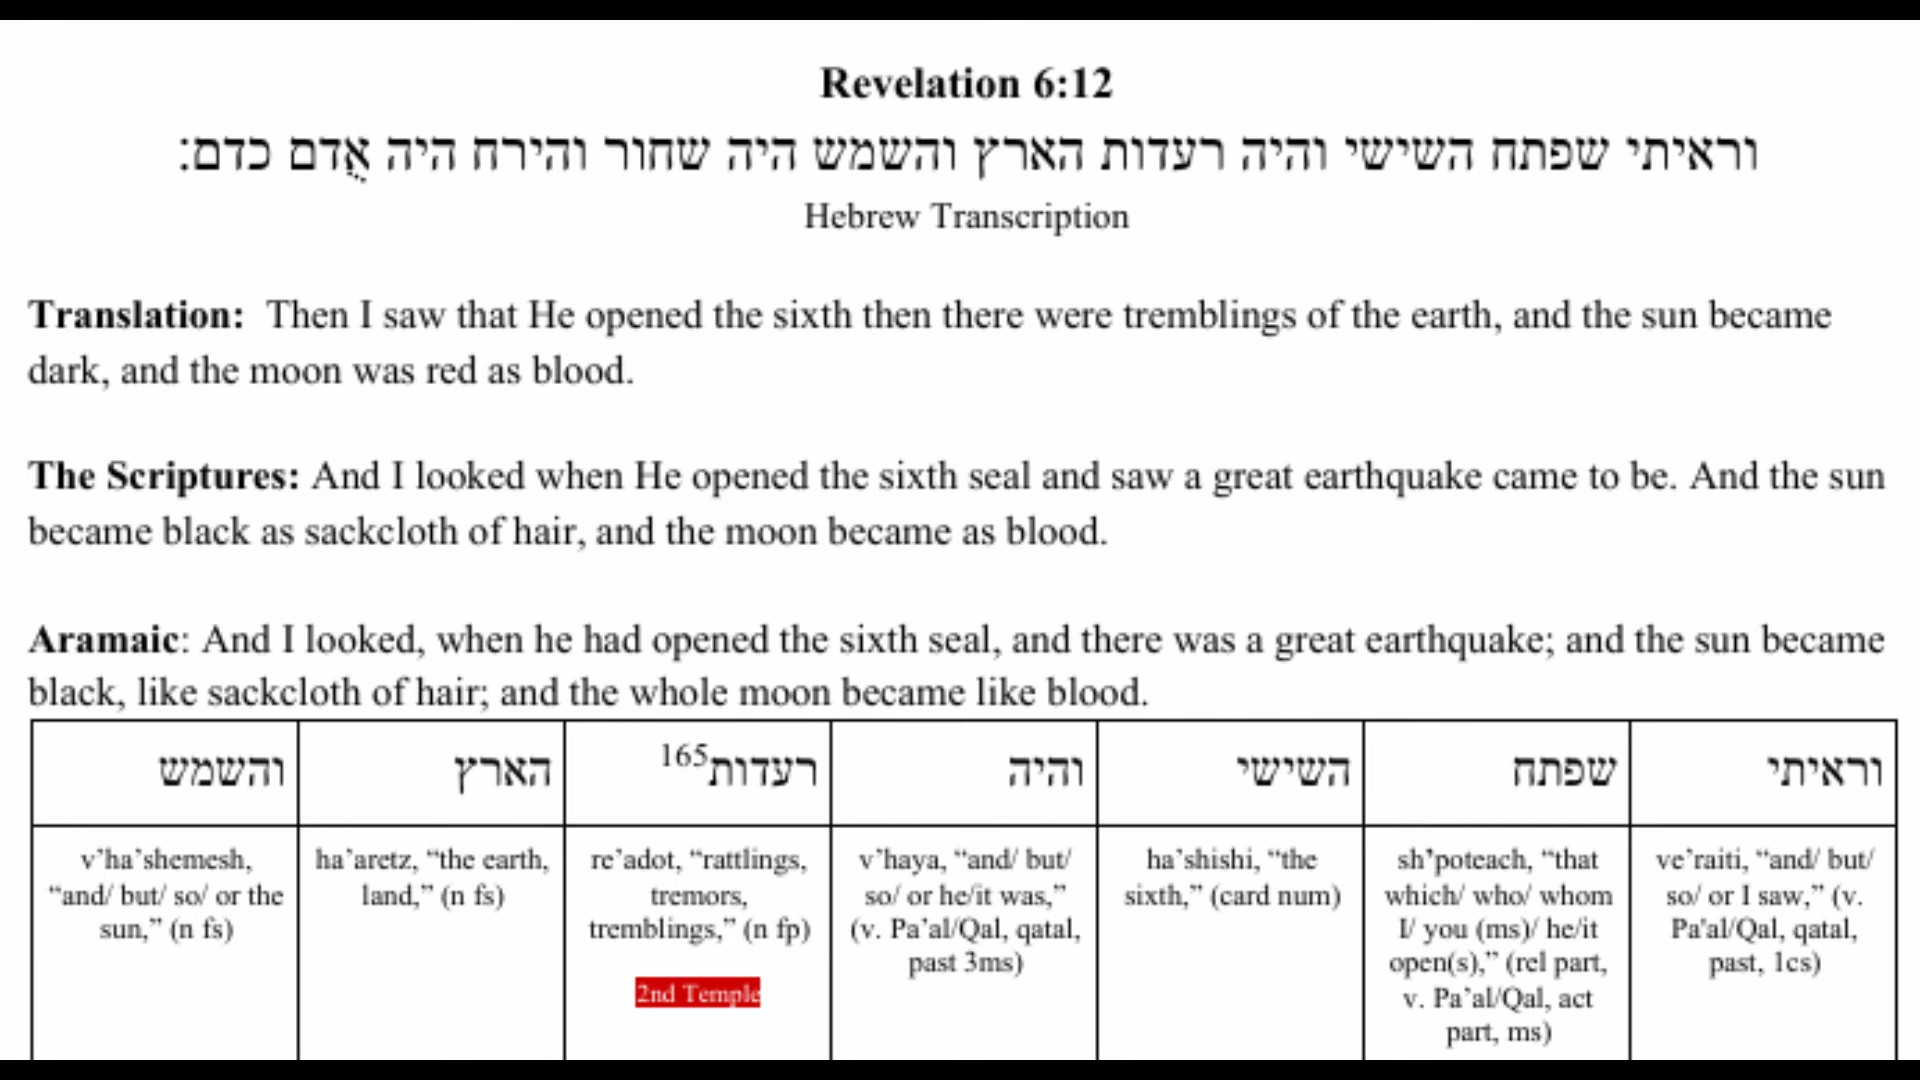 Revelation 6:12
וראיתי שפתח השישי והיה רעדות הארץ והשמש היה שחור והירח היה אֲדֹם כדם:
Hebrew Transcription
Translation: Then I saw that He opened the sixth then there were tremblings of the earth, and the sun became
dark, and the moon was red as blood.
The Scriptures: And I looked when He opened the sixth seal and saw a great earthquake came to be. And the sun
became black as sackcloth of hair, and the moon became as blood.
Aramaic: And I looked, when he had opened the sixth seal, and there was a great earthquake; and the sun became
black, like sackcloth of hair; and the whole moon became like blood.
וראיתי
שפתח
השישי
והיה
רעדות165
הארץ
והשמש
ve’raiti, “and/ but/
so/ or I saw,” (v.
Pa'al/Qal, qatal,
past, 1cs)
sh’poteach, “that
which/ who/ whom
I/ you (ms)/ he/it
open(s),” (rel part,
v. Pa’al/Qal, act
part, ms)
ha’shishi, “the
sixth,” (card num)
v’haya, “and/ but/
so/ or he/it was,”
(v. Pa’al/Qal, qatal,
past 3ms)
re’adot, “rattlings,
tremors,
tremblings,” (n fp)
2nd Temple
ha’aretz, “the earth,
land,” (n fs)
v’ha’shemesh,
“and/ but/ so/ or the
sun,” (n fs)